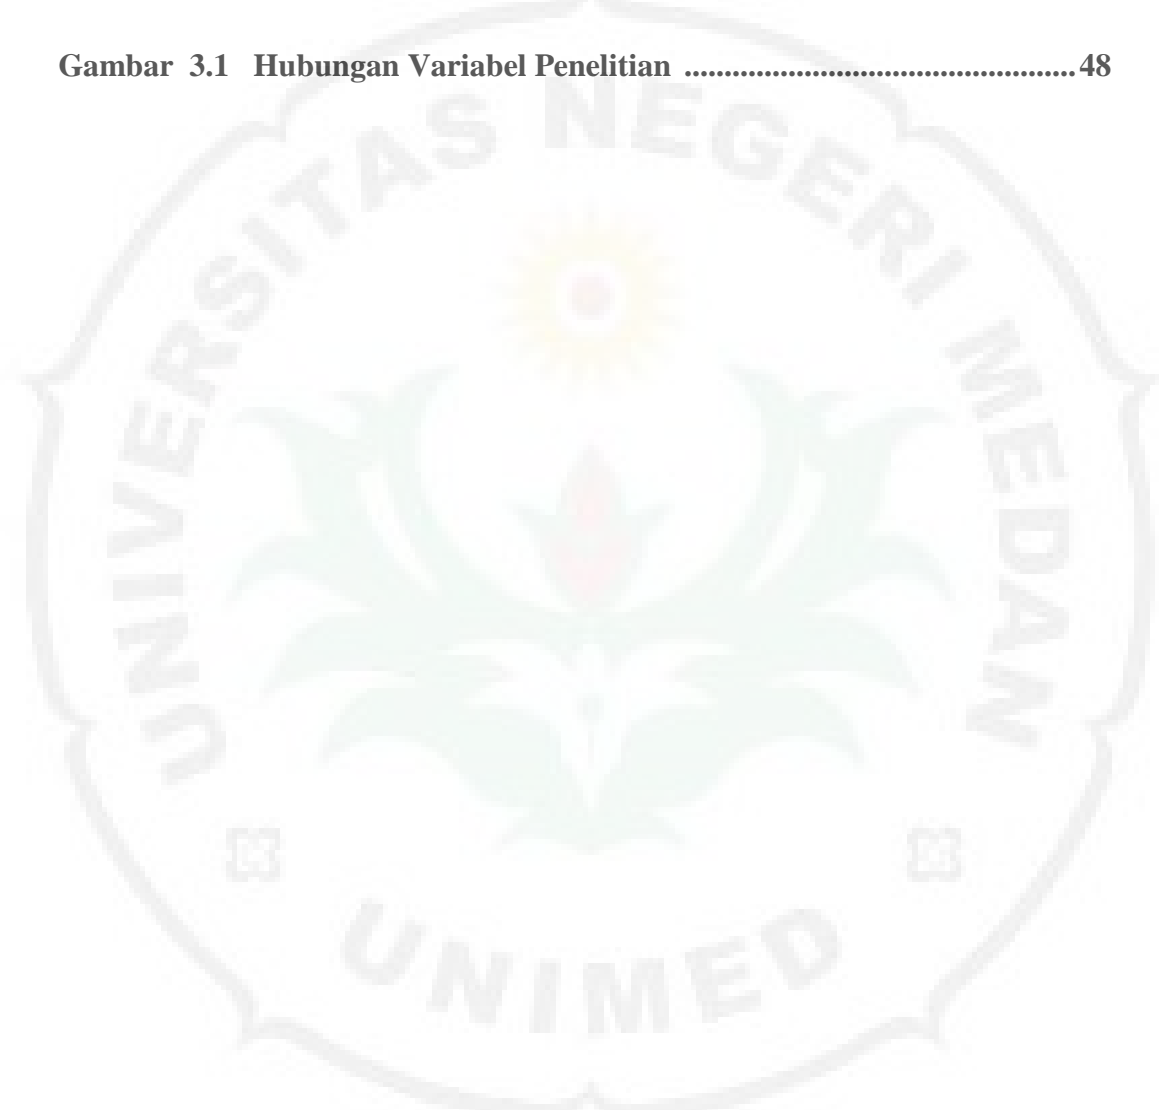 Gambar 3.1 Hubungan Variabel Penelitian .................................................48
UNIVERSITAS NEGERI MEDAN
UNIMED